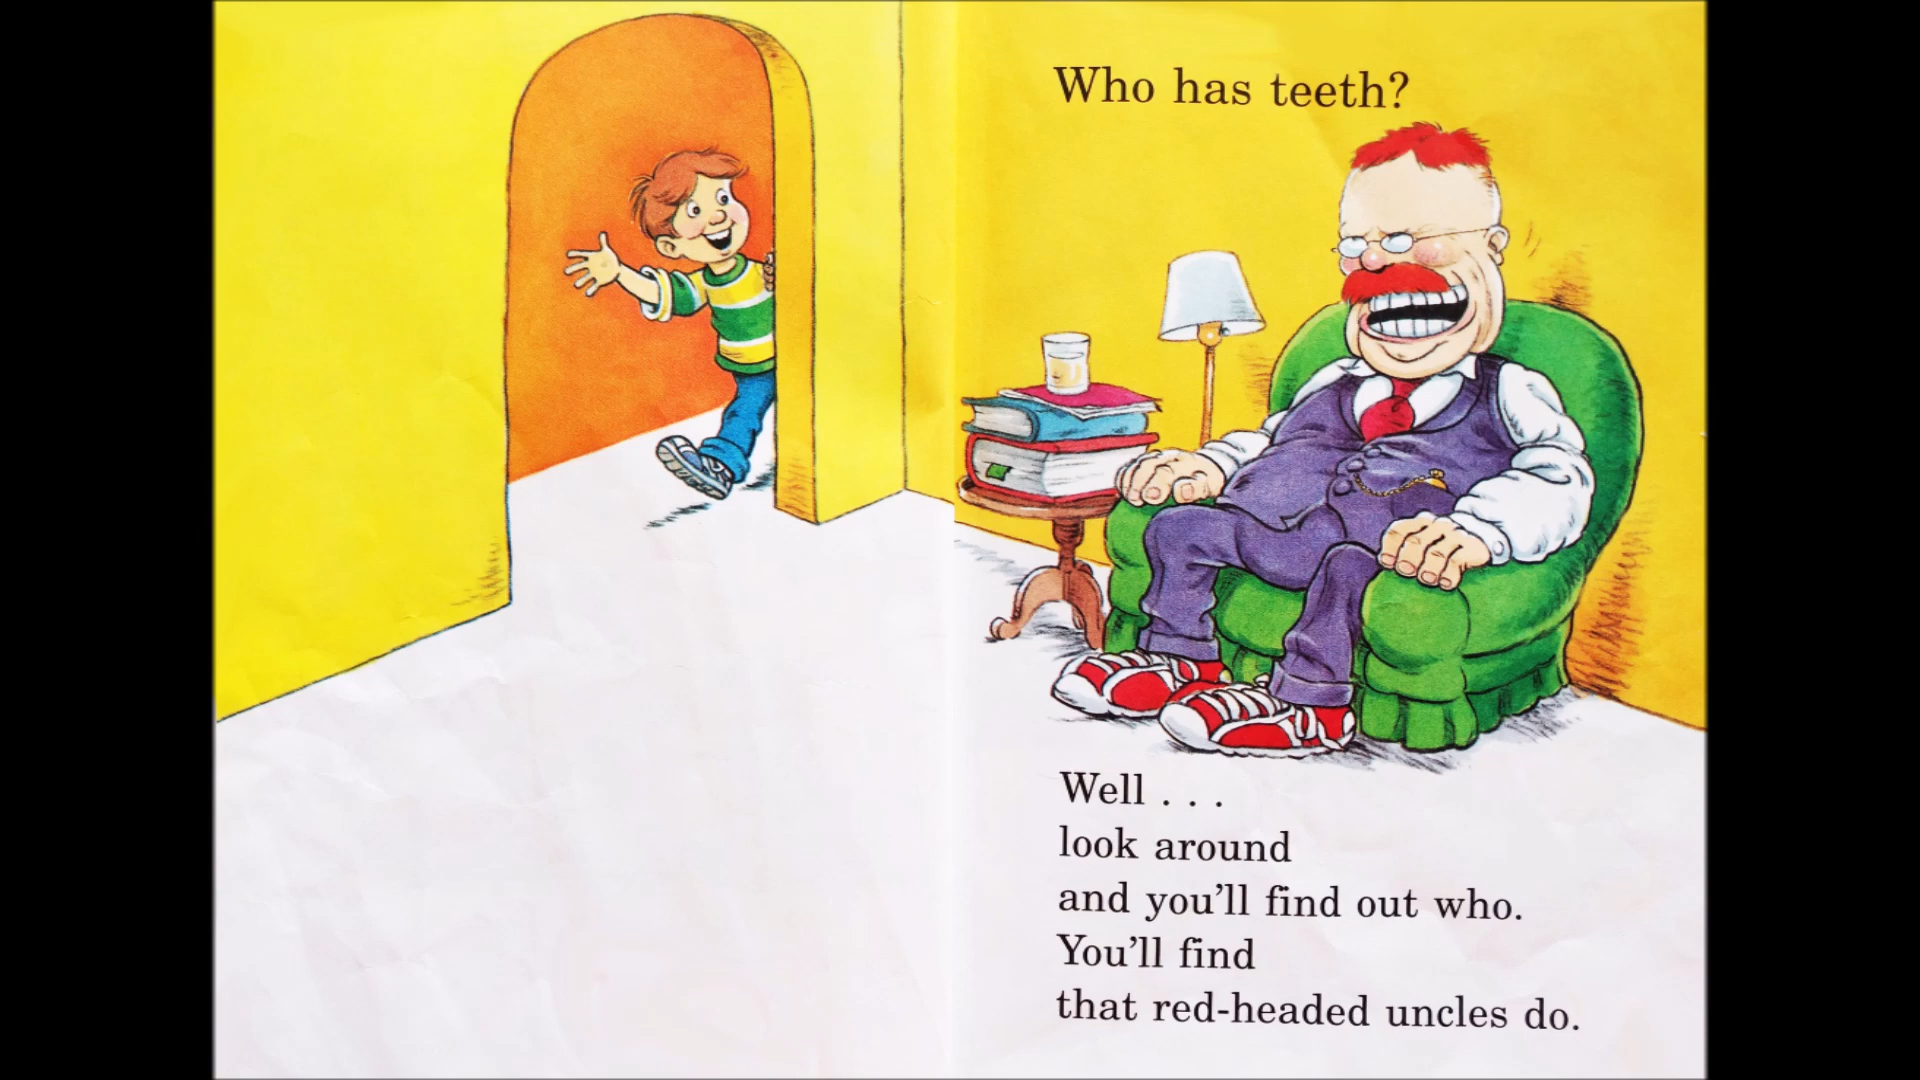 Who has teeth?
Well . . .
look around
and you'll find out who.
You'll find
that red-headed uncles do.